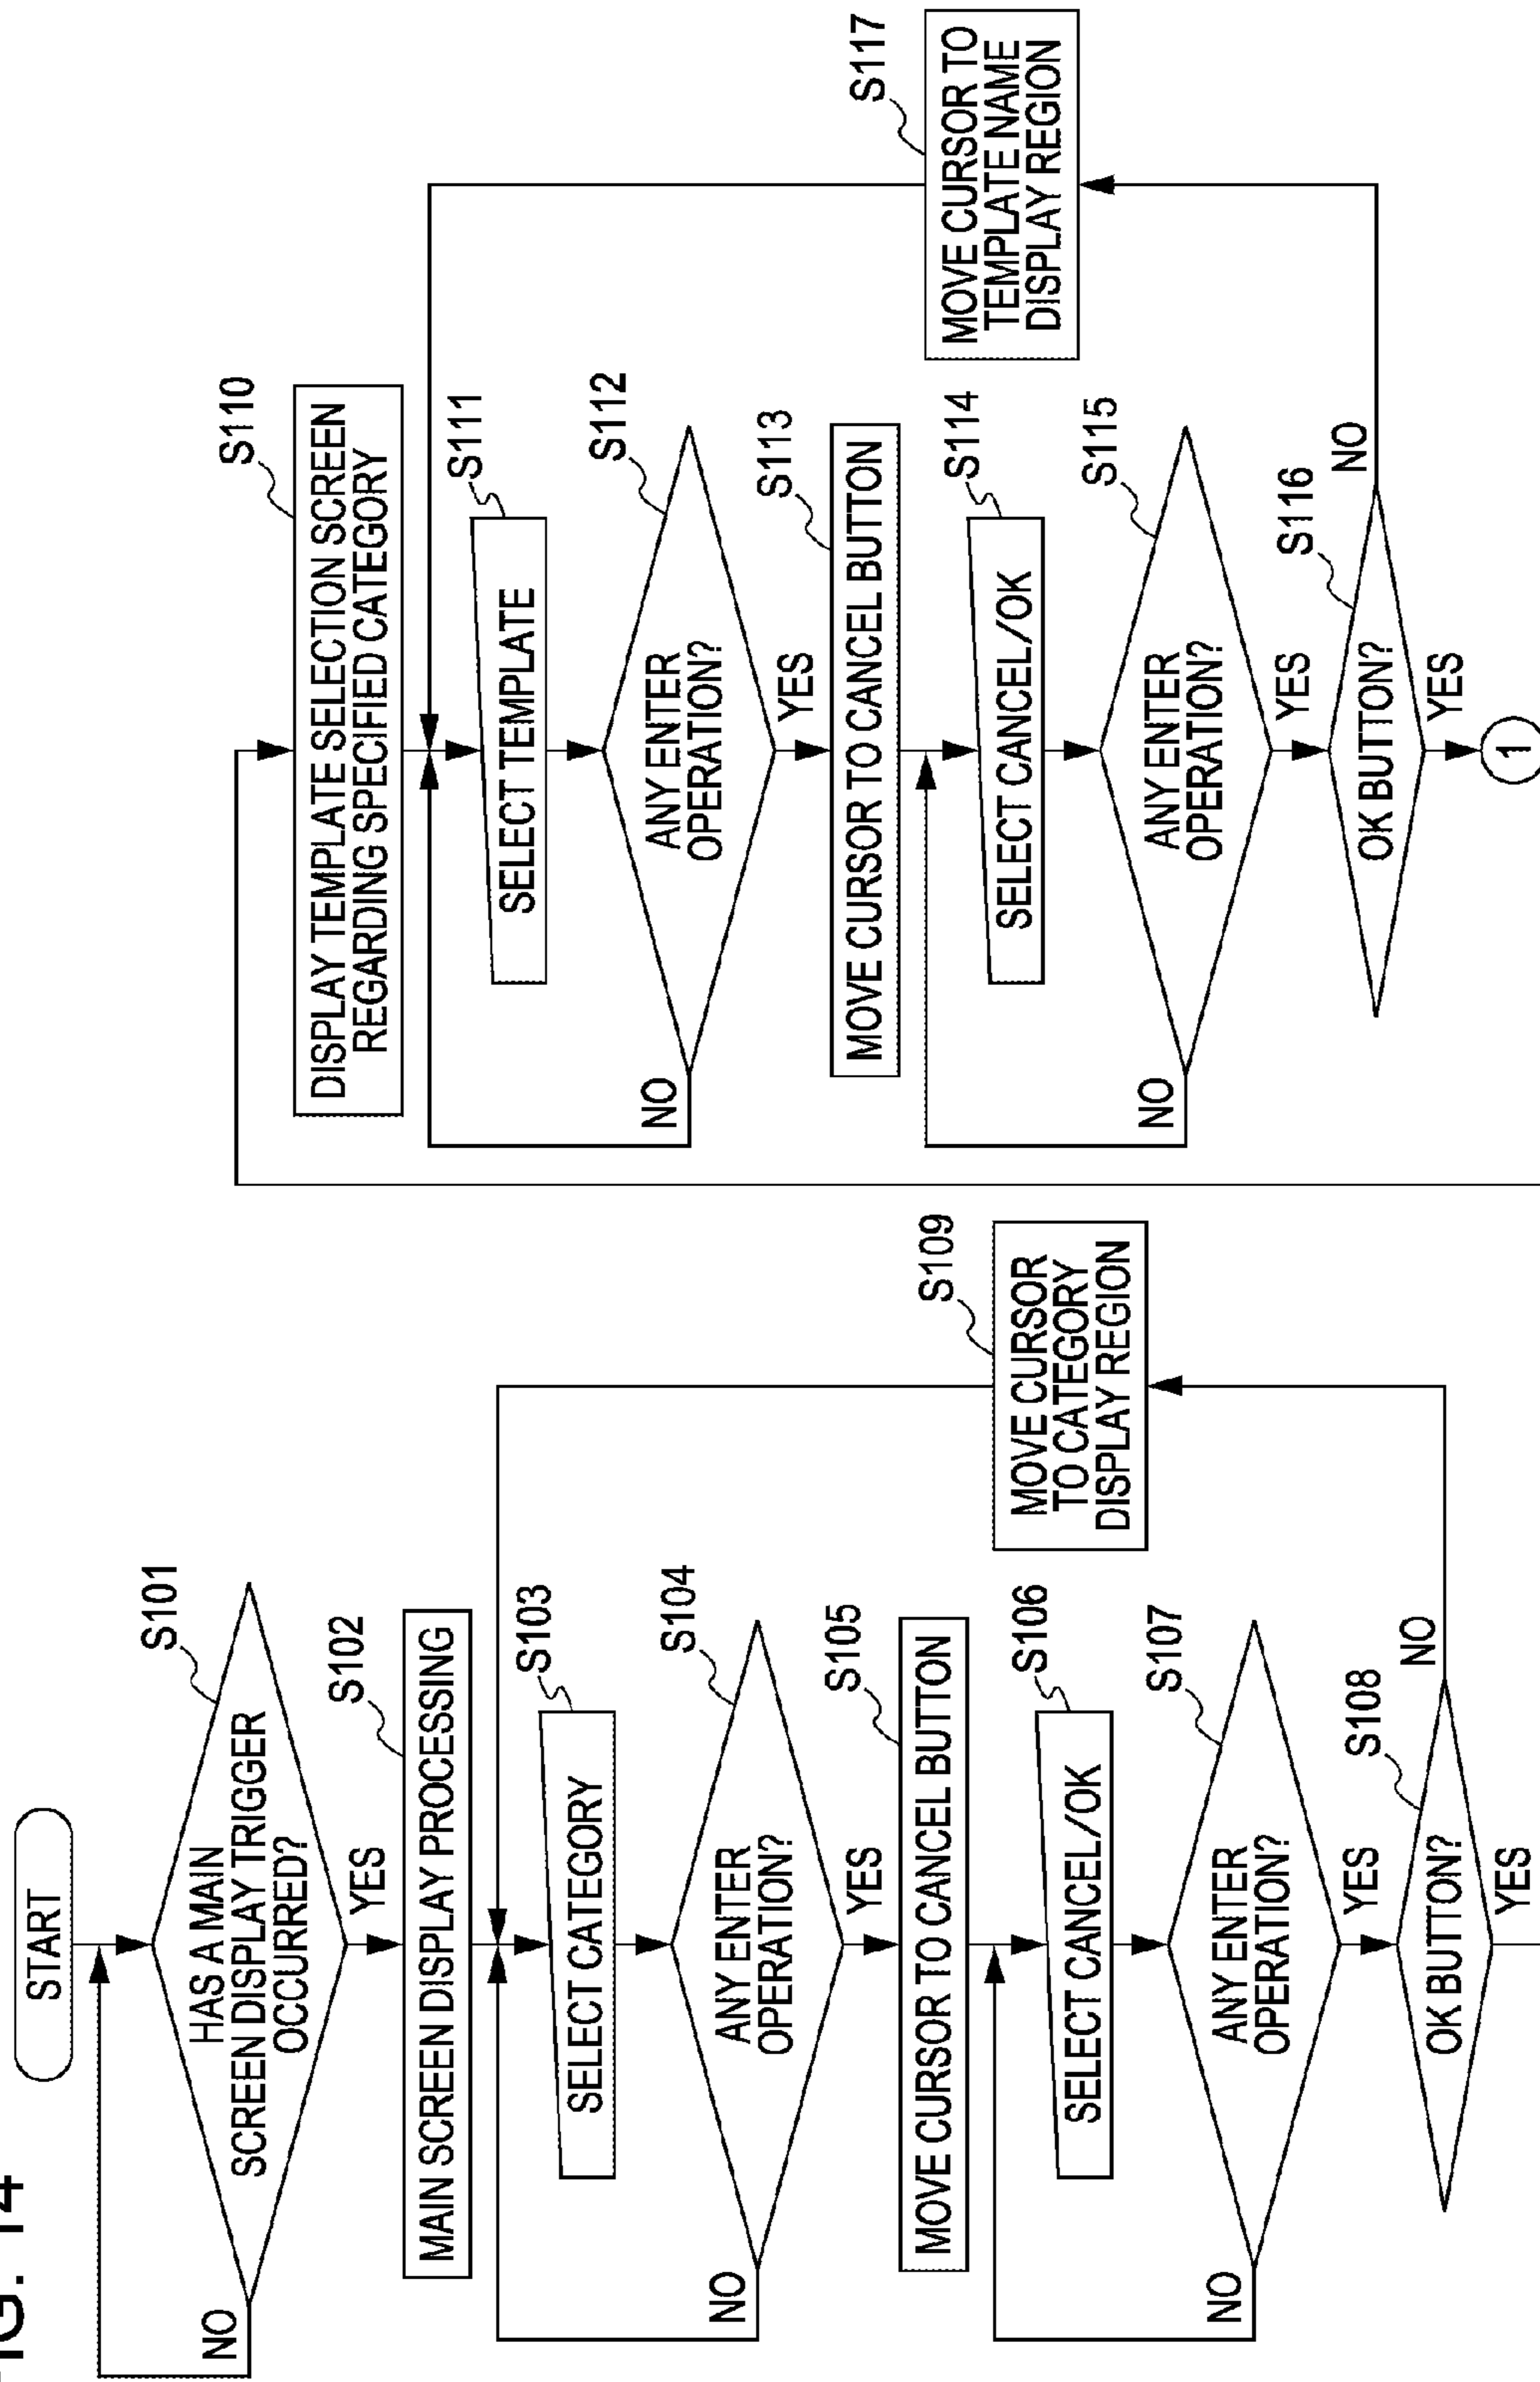 FIG. 14
START
S101
HAS A MAIN
SCREEN DISPLAY TRIGGER
OCCURRED?
NO
YES
S102
MAIN SCREEN DISPLAY PROCESSING
S103
SELECT CATEGORY
S104
ANY ENTER
OPERATION?
NO
YES
S105
MOVE CURSOR TO CANCEL BUTTON
S106
SELECT CANCEL/OK
S107
ANY ENTER
OPERATION?
NO
YES
S108
OK BUTTON?
NO
YES
S109
MOVE CURSOR
TO CATEGORY
DISPLAY REGION
S110
DISPLAY TEMPLATE SELECTION SCREEN
REGARDING SPECIFIED CATEGORY
S111
SELECT TEMPLATE
S112
ANY ENTER
OPERATION?
NO
YES
S113
MOVE CURSOR TO CANCEL BUTTON
S114
SELECT CANCEL/OK
S115
ANY ENTER
OPERATION?
NO
YES
S116
OK BUTTON?
NO
YES
1
S117
MOVE CURSOR TO
TEMPLATE NAME
DISPLAY REGION